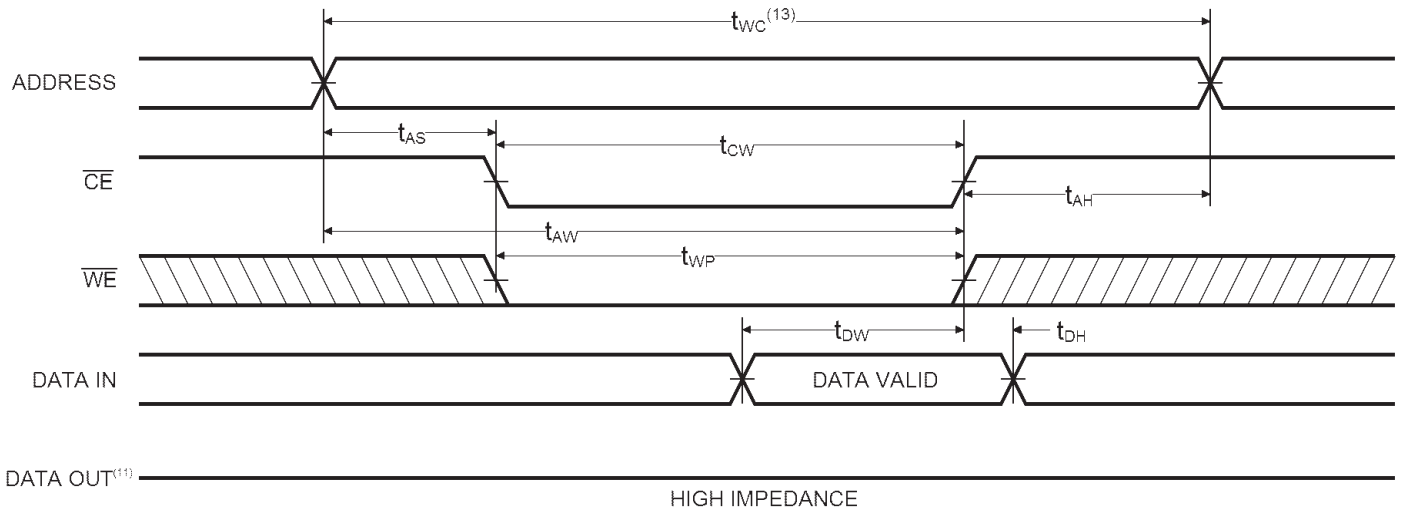 tWC(13)
ADDRESS
tAS
tCW
CE
tAH
tAW
tWP
WE
tDW
tDH
DATA IN
DATA VALID
DATA OUT(11)
HIGH IMPEDANCE